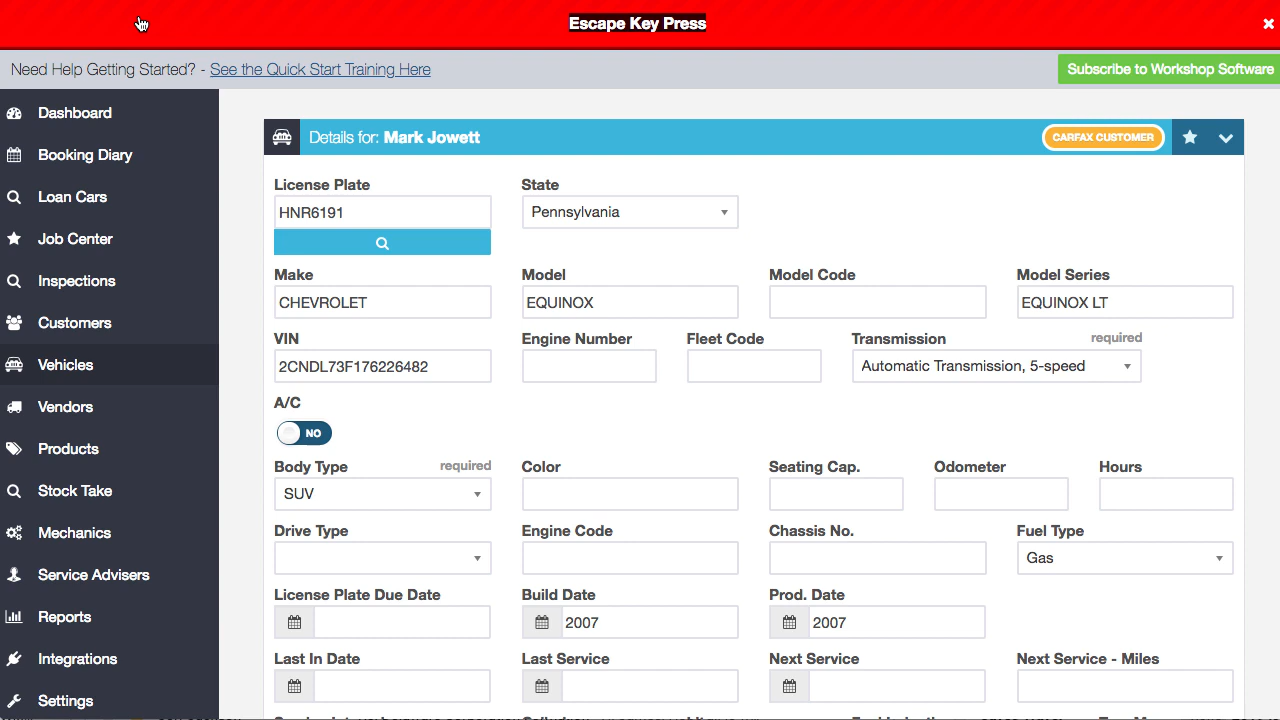 Escape Key Press
Need Help Getting Started? - See the Quick Start Training Here
Subscribe to Workshop Software
Dashboard
Booking Diary
Loan Cars
Job Center
Inspections
Customers
Vehicles
Vendors
Products
Stock Take
Mechanics
Service Advisers
Reports
Integrations
Settings
Details for: Mark Jowett
CARFAX CUSTOMER
License Plate State
HNR6191 Pennsylvania
Make Model Model Code Model Series
CHEVROLET EQUINOX EQUINOX LT
VIN Engine Number Fleet Code Transmission required
2CNDL73F176226482 Automatic Transmission, 5-speed
A/C
NO
Body Type required Color Seating Cap. Odometer Hours
SUV
Drive Type Engine Code Chassis No. Fuel Type
Gas
License Plate Due Date Build Date Prod. Date
2007 2007
Last In Date Last Service Next Service Next Service - Miles